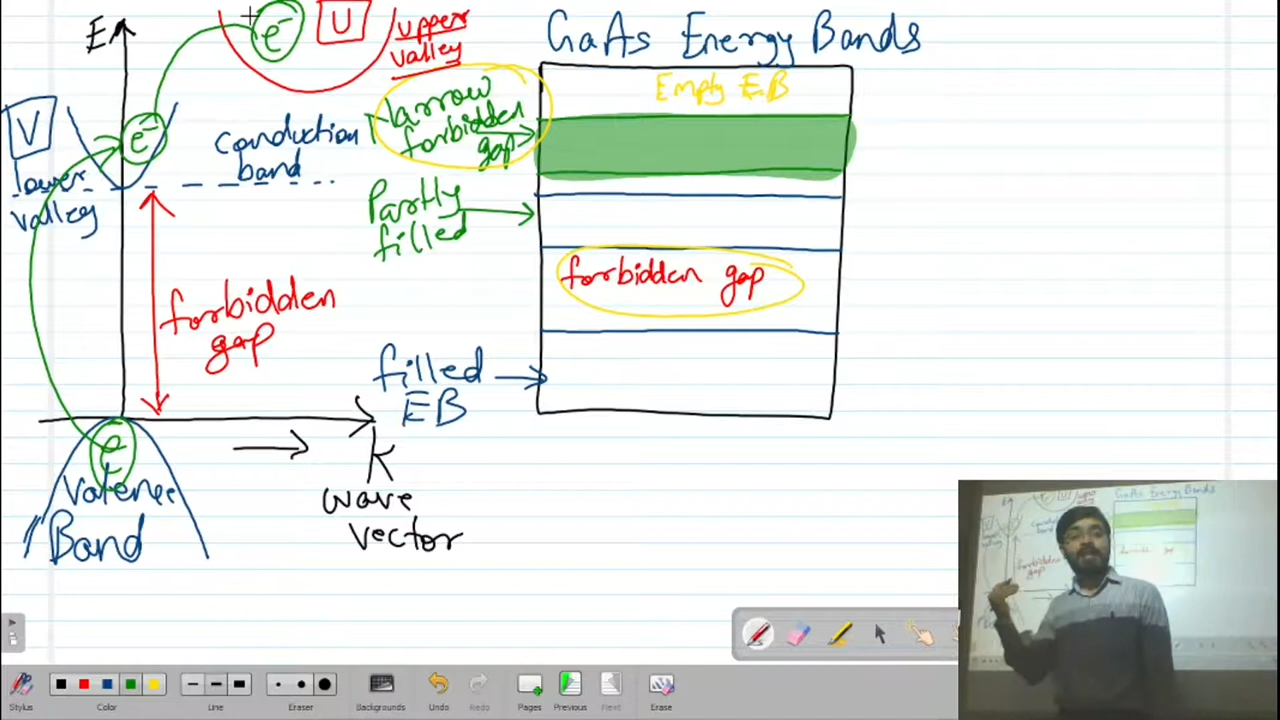 E
e-
U
upper
valley
GaAs Energy Bands
Empty E.B
Narrow
forbidden
gap
V
e-
conduction
band
lower
valley
Partly
filled
forbidden gap
forbidden
gap
filled
EB
e
Valence
Band
K
wave
vector
Stylus
Color
Line
Eraser
Backgrounds
Undo
Redo
Pages
Previous
Next
Erase